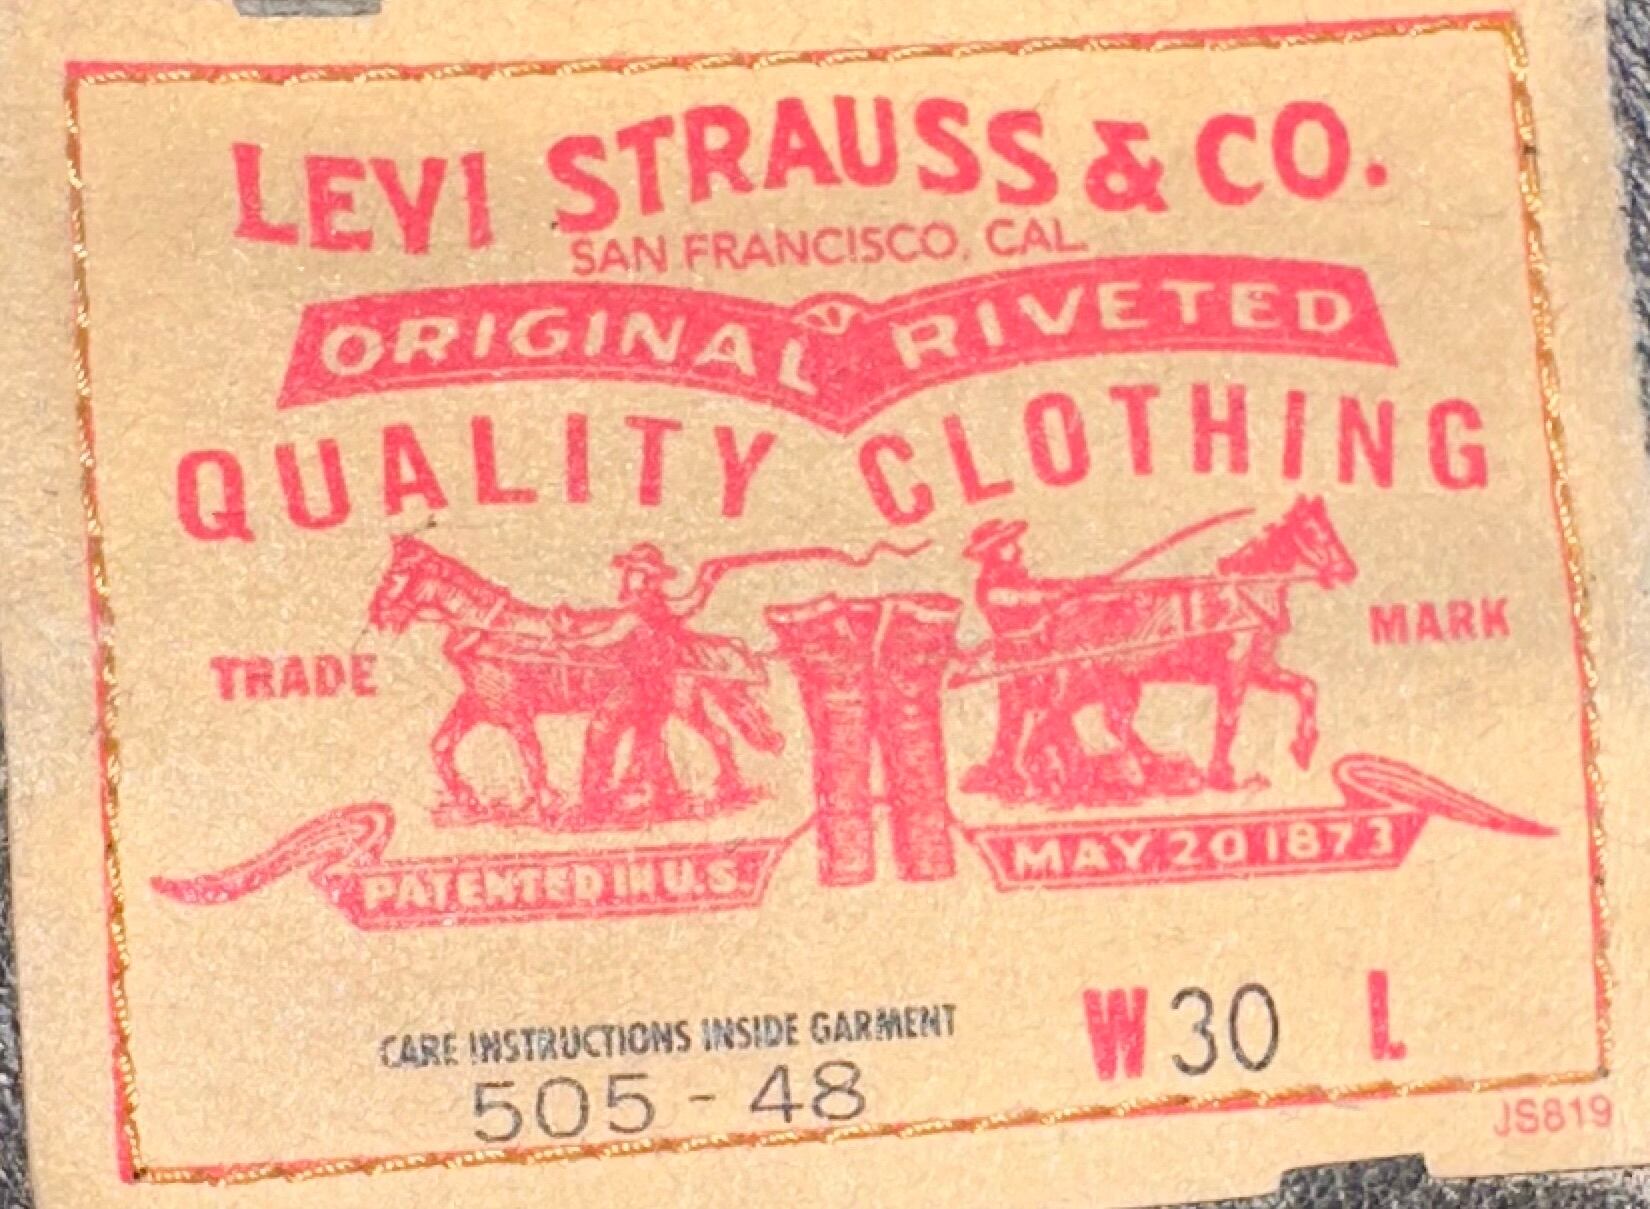 LEVI STRAUSS & CO.
SAN FRANCISCO, CAL.
ORIGINAL RIVETED
QUALITY CLOTHING
TRADE MARK
PATENTED IN U.S. MAY 20 1873
CARE INSTRUCTIONS INSIDE GARMENT
505-48
W 30 L
JS819